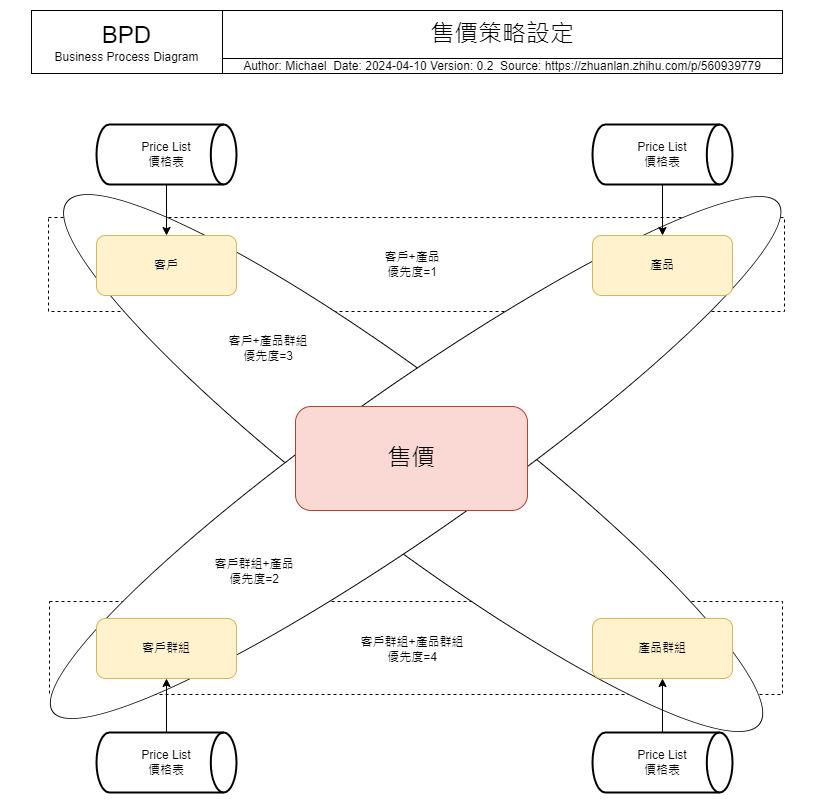 BPD
Business Process Diagram
售價策略設定
Author: Michael  Date: 2024-04-10 Version: 0.2  Source: https://zhuanlan.zhihu.com/p/560939779
Price List
價格表
Price List
價格表
客戶
客戶+產品
優先度=1
產品
客戶+產品群組
優先度=3
售價
客戶群組+產品
優先度=2
客戶群組
客戶群組+產品群組
優先度=4
產品群組
Price List
價格表
Price List
價格表